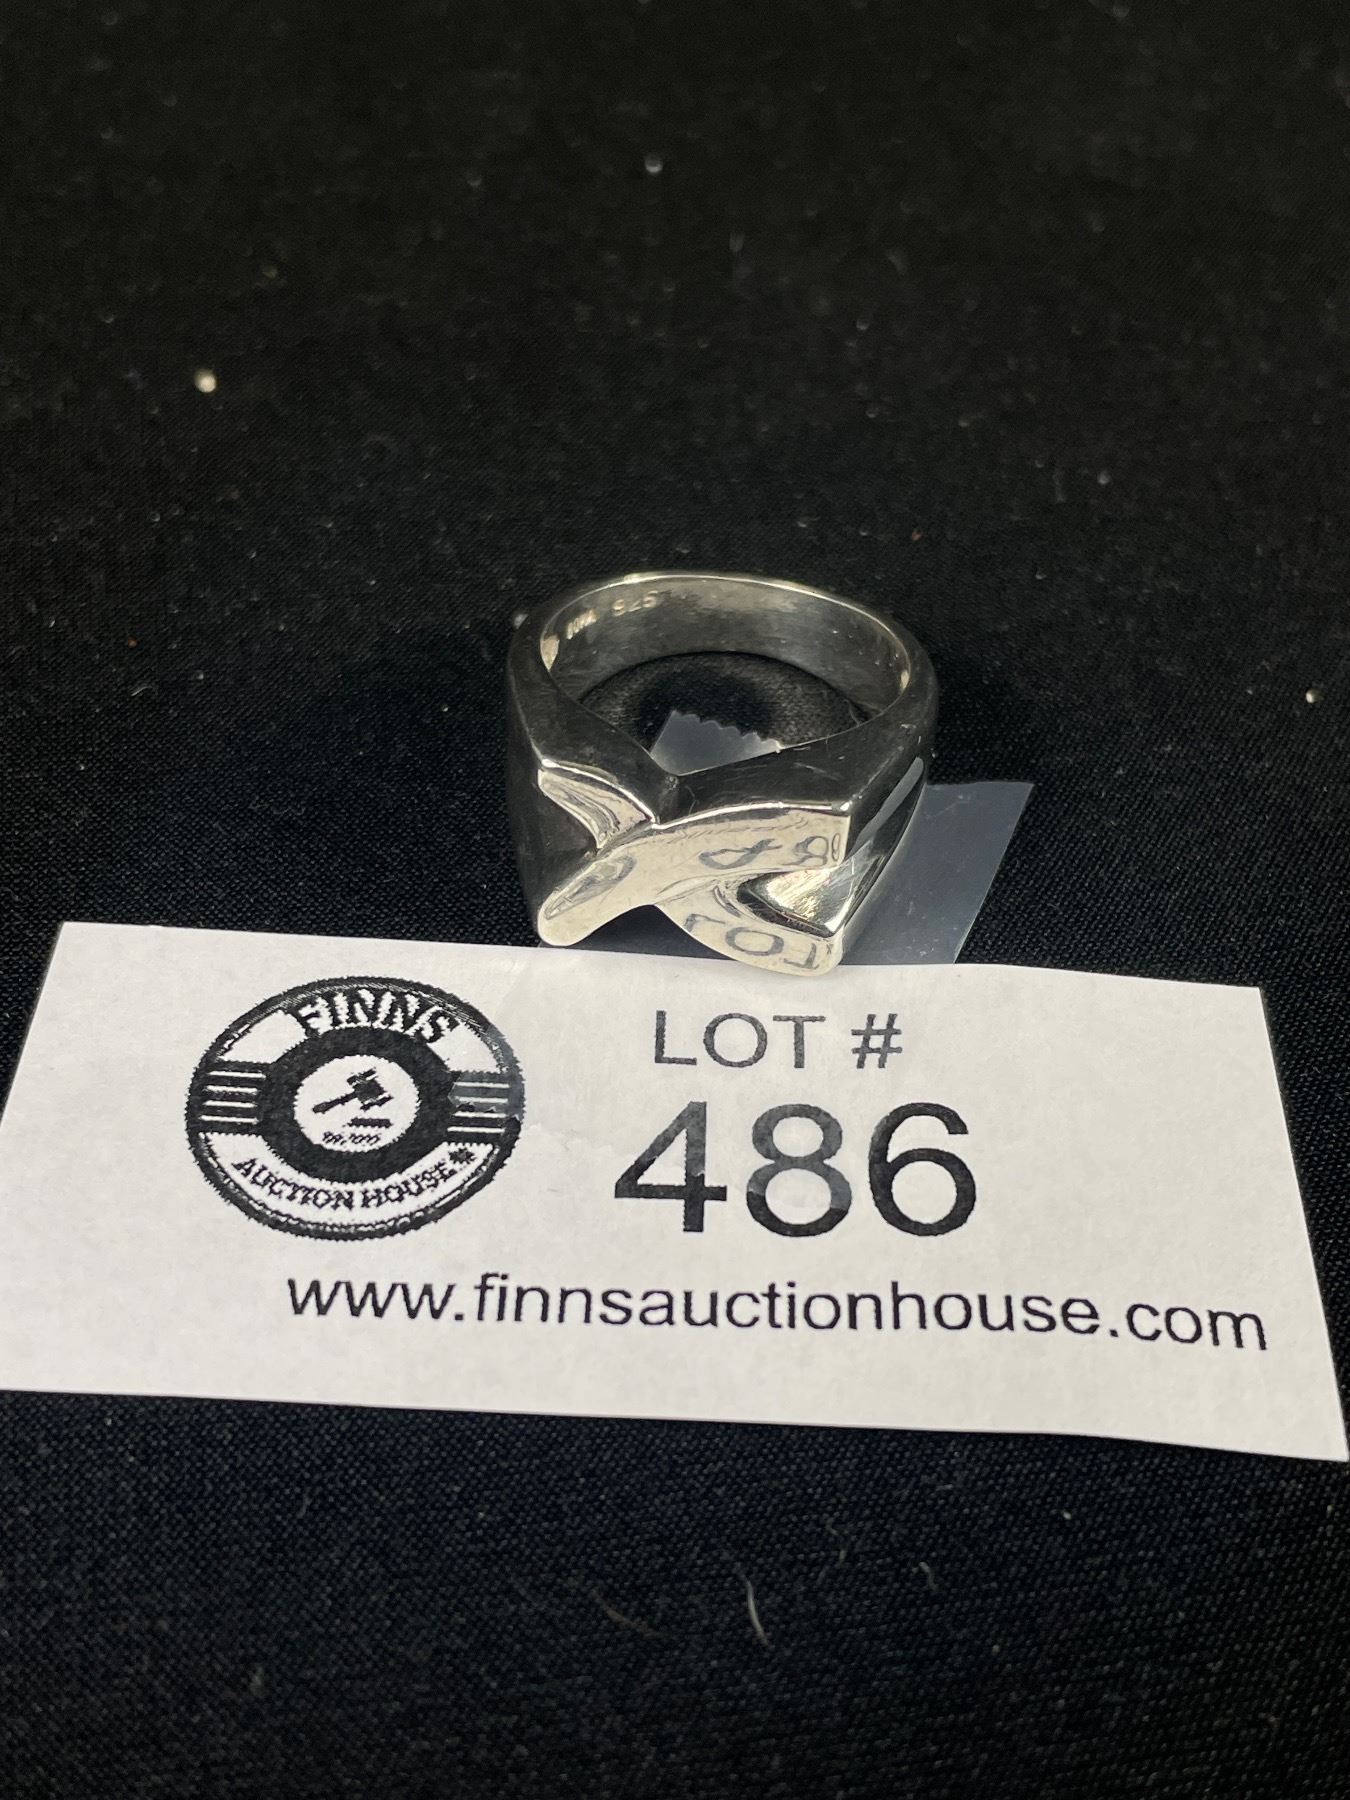 925
FINNS
AUCTION HOUSE
LOT #
486
www.finnsauctionhouse.com